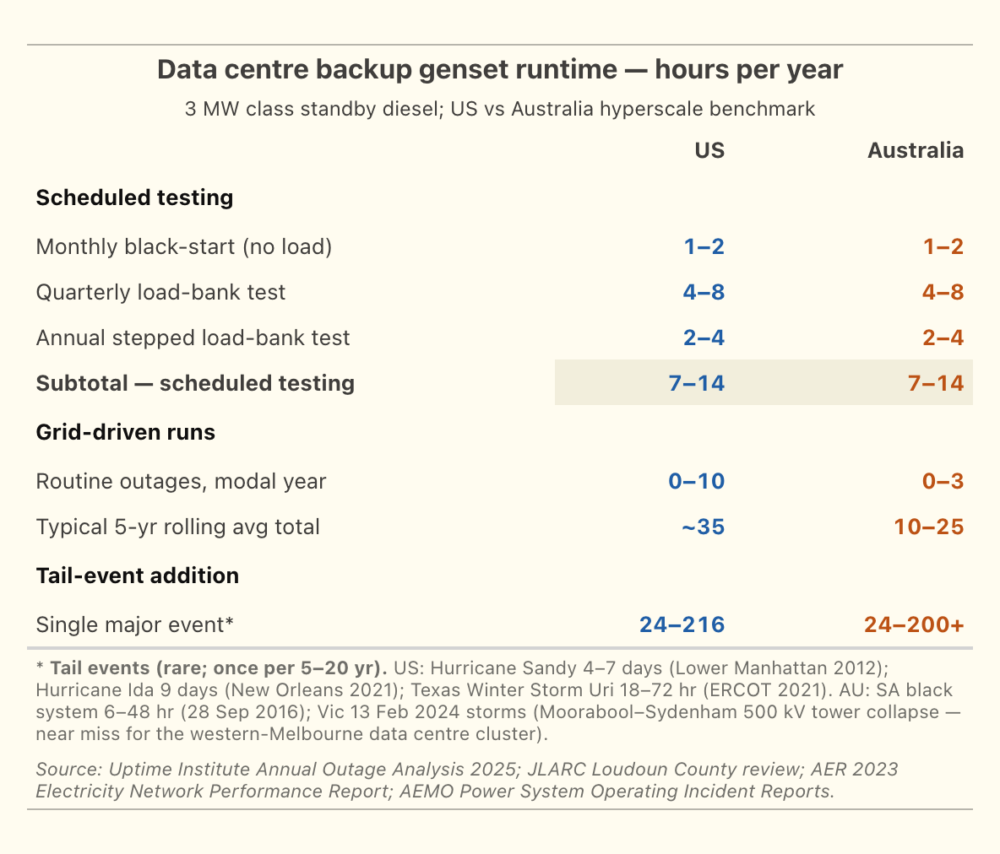 Data centre backup genset runtime — hours per year
3 MW class standby diesel; US vs Australia hyperscale benchmark
US Australia
Scheduled testing
Monthly black-start (no load) 1–2 1–2
Quarterly load-bank test 4–8 4–8
Annual stepped load-bank test 2–4 2–4
Subtotal — scheduled testing 7–14 7–14
Grid-driven runs
Routine outages, modal year 0–10 0–3
Typical 5-yr rolling avg total ~35 10–25
Tail-event addition
Single major event* 24–216 24–200+
* Tail events (rare; once per 5–20 yr). US: Hurricane Sandy 4–7 days (Lower Manhattan 2012);
Hurricane Ida 9 days (New Orleans 2021); Texas Winter Storm Uri 18–72 hr (ERCOT 2021). AU: SA black
system 6–48 hr (28 Sep 2016); Vic 13 Feb 2024 storms (Moorabool–Sydenham 500 kV tower collapse —
near miss for the western-Melbourne data centre cluster).
Source: Uptime Institute Annual Outage Analysis 2025; JLARC Loudoun County review; AER 2023
Electricity Network Performance Report; AEMO Power System Operating Incident Reports.